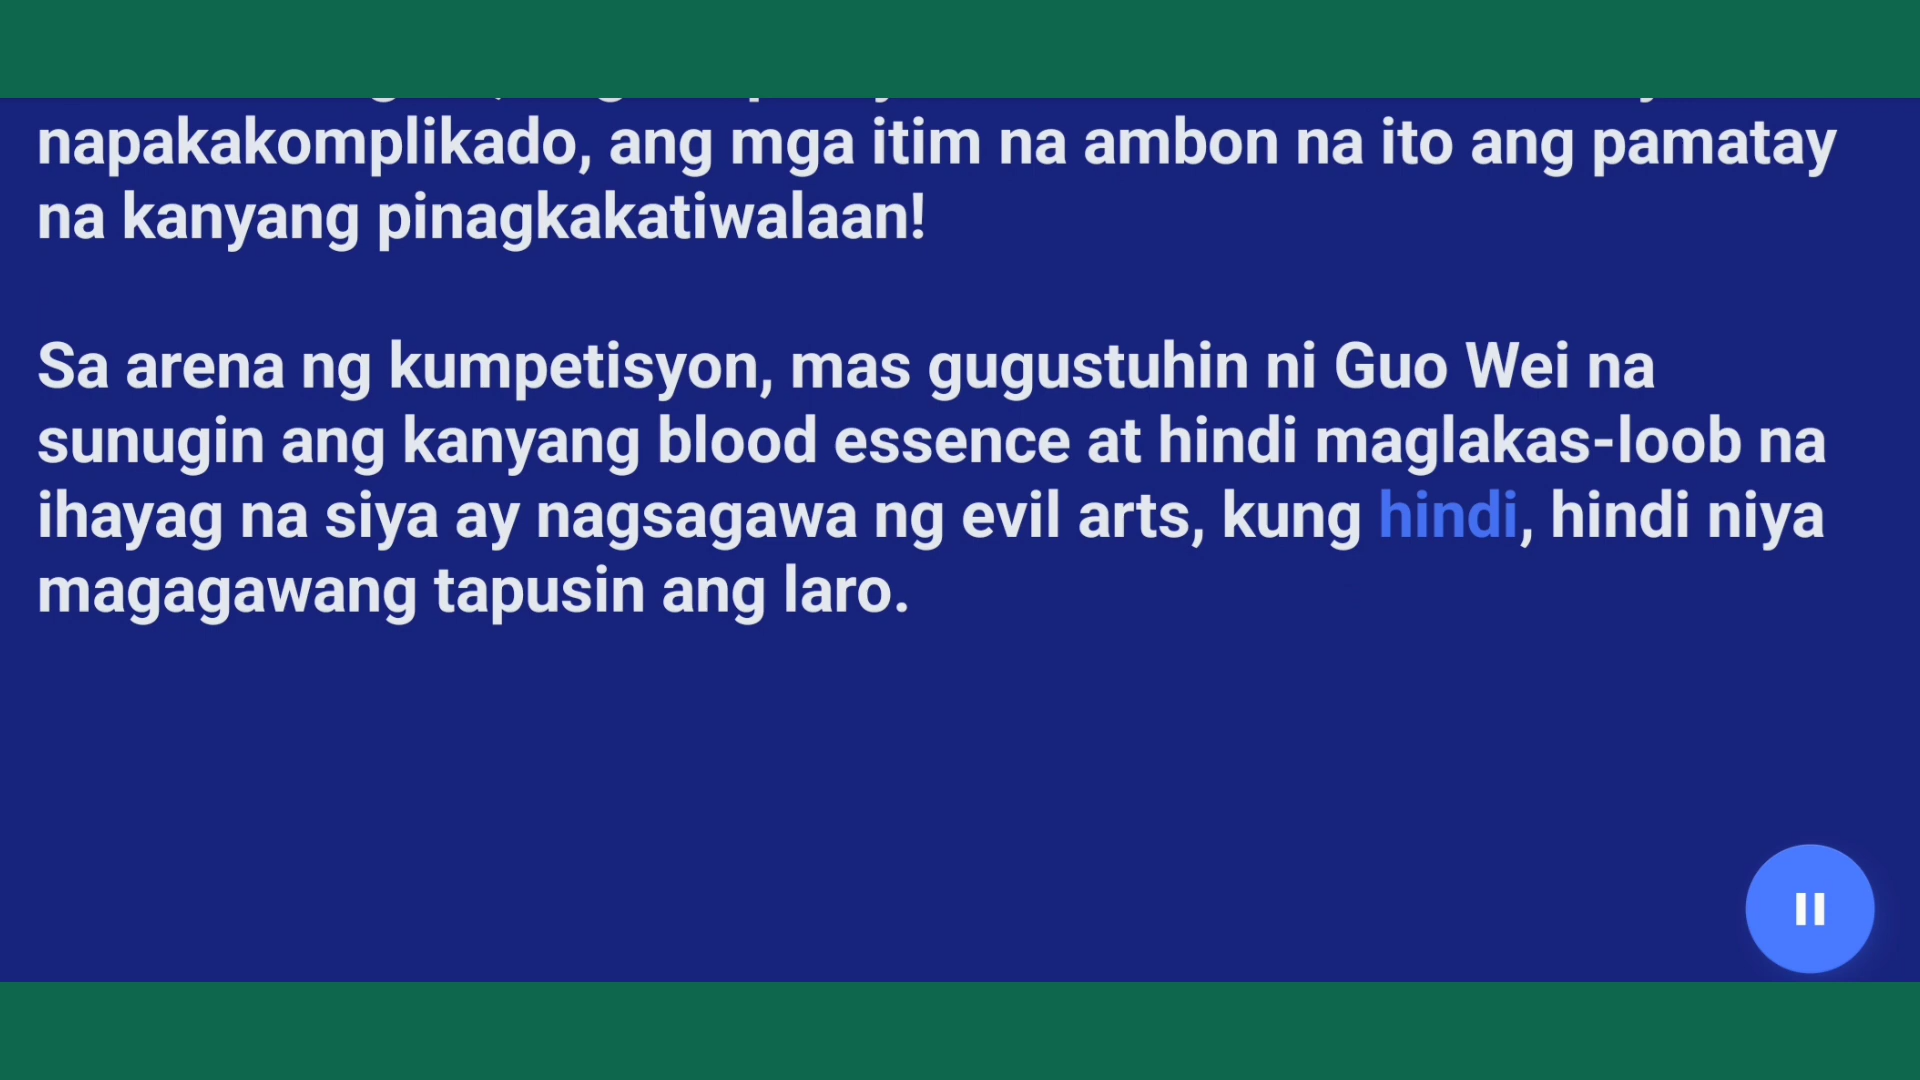 napakakomplikado, ang mga itim na ambon na ito ang pamatay
na kanyang pinagkakatiwalaan!
Sa arena ng kumpetisyon, mas gugustuhin ni Guo Wei na
sunugin ang kanyang blood essence at hindi maglakas-loob na
ihayag na siya ay nagsagawa ng evil arts, kung hindi, hindi niya
magagawang tapusin ang laro.